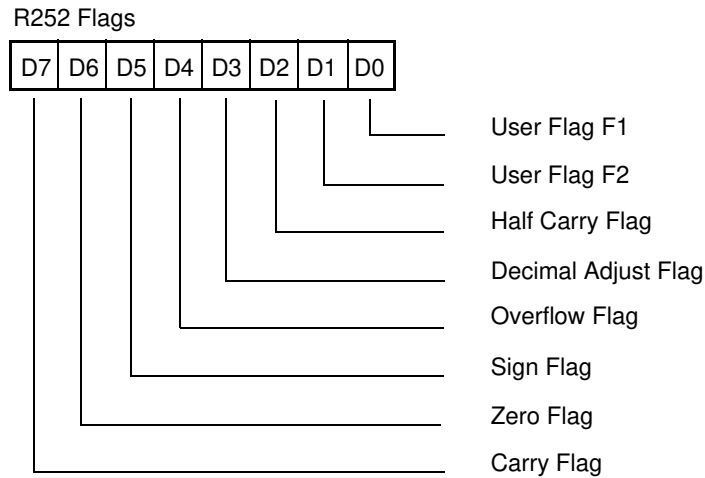 R252 Flags
D7 D6 D5 D4 D3 D2 D1 D0
User Flag F1
User Flag F2
Half Carry Flag
Decimal Adjust Flag
Overflow Flag
Sign Flag
Zero Flag
Carry Flag